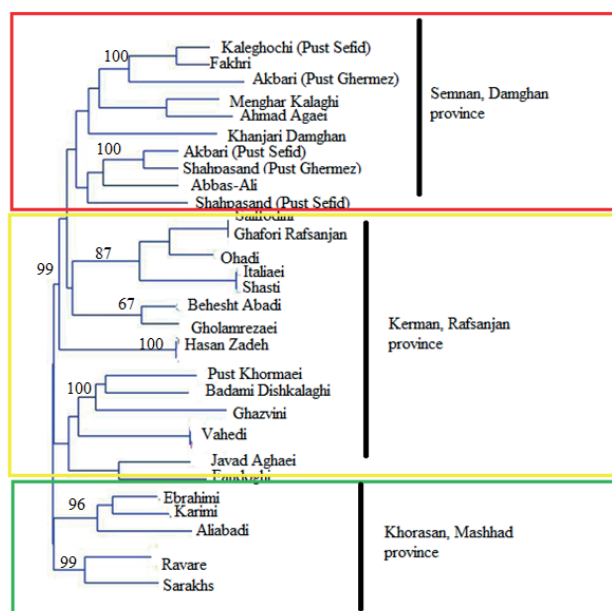 100
Kaleghochi (Pust Sefid)
Fakhri
Akbari (Pust Ghermez)
Menghar Kalaghi
Ahmad Agaei
Khanjari Damghan
100
Akbari (Pust Sefid)
Shahpasand (Pust Ghermez)
Abbas-Ali
Shahpasand (Pust Sefid)
Semnan, Damghan
province
99
87
Ghafori Rafsanjan
Ohadi
Italiaei
Shasti
67
Behesht Abadi
Gholamrezaei
100
Hasan Zadeh
100
Pust Khormaei
Badami Dishkalaghi
Ghazvini
Vahedi
Javad Aghaei
Kerman, Rafsanjan
province
96
Ebrahimi
Karimi
Aliabadi
99
Ravare
Sarakhs
Khorasan, Mashhad
province